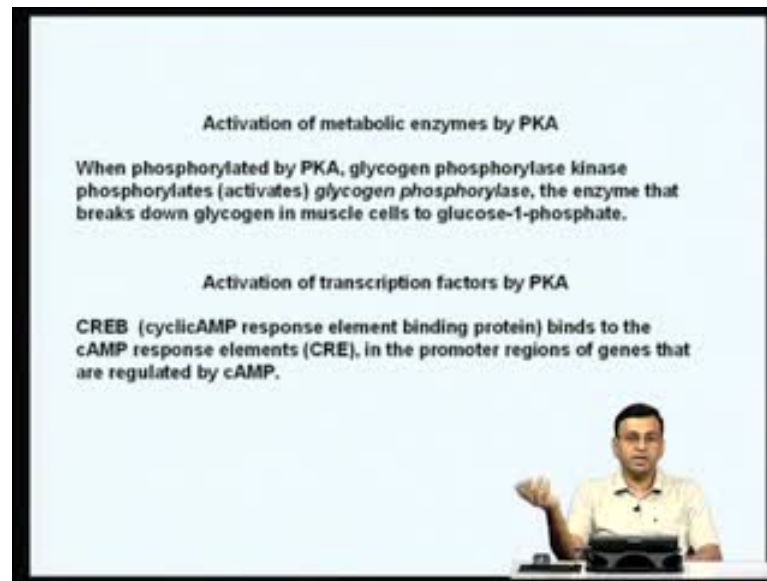 Activation of metabolic enzymes by PKA
When phosphorylated by PKA, glycogen phosphorylase kinase
phosphorylates (activates) glycogen phosphorylase, the enzyme that
breaks down glycogen in muscle cells to glucose-1-phosphate.
Activation of transcription factors by PKA
CREB (cyclicAMP response element binding protein) binds to the
cAMP response elements (CRE), in the promoter regions of genes that
are regulated by cAMP.